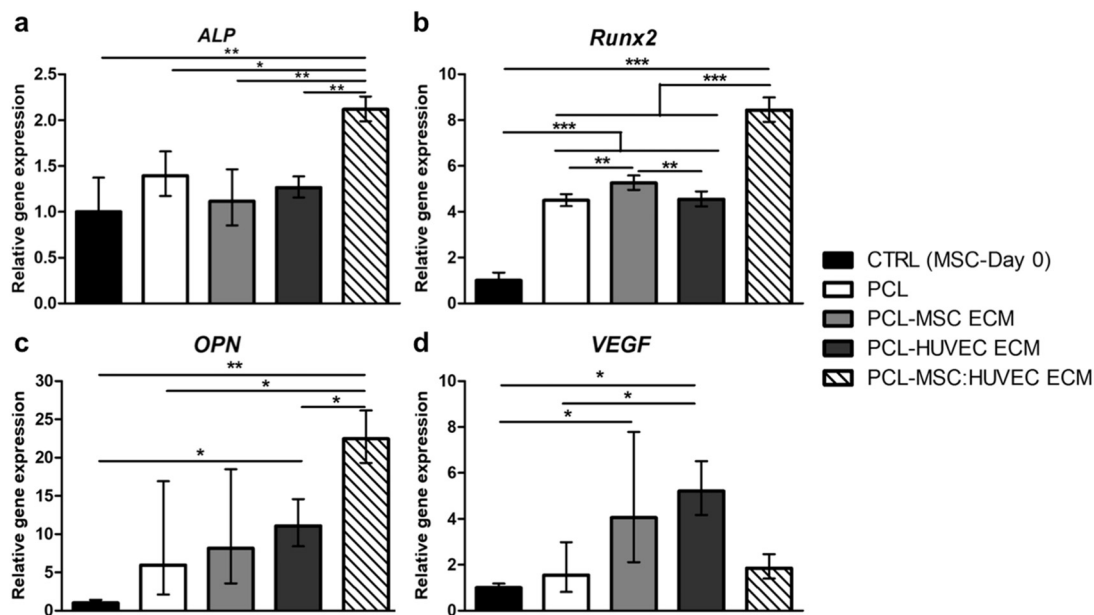 a
ALP
**
*
**
**
Relative gene expression
2.5
2.0
1.5
1.0
0.5
0.0
b
Runx2
***
***
***
**
**
Relative gene expression
10
8
6
4
2
0
c
OPN
**
*
*
*
Relative gene expression
30
25
20
15
10
5
0
d
VEGF
*
*
*
Relative gene expression
10
8
6
4
2
0
CTRL (MSC-Day 0)
PCL
PCL-MSC ECM
PCL-HUVEC ECM
PCL-MSC:HUVEC ECM